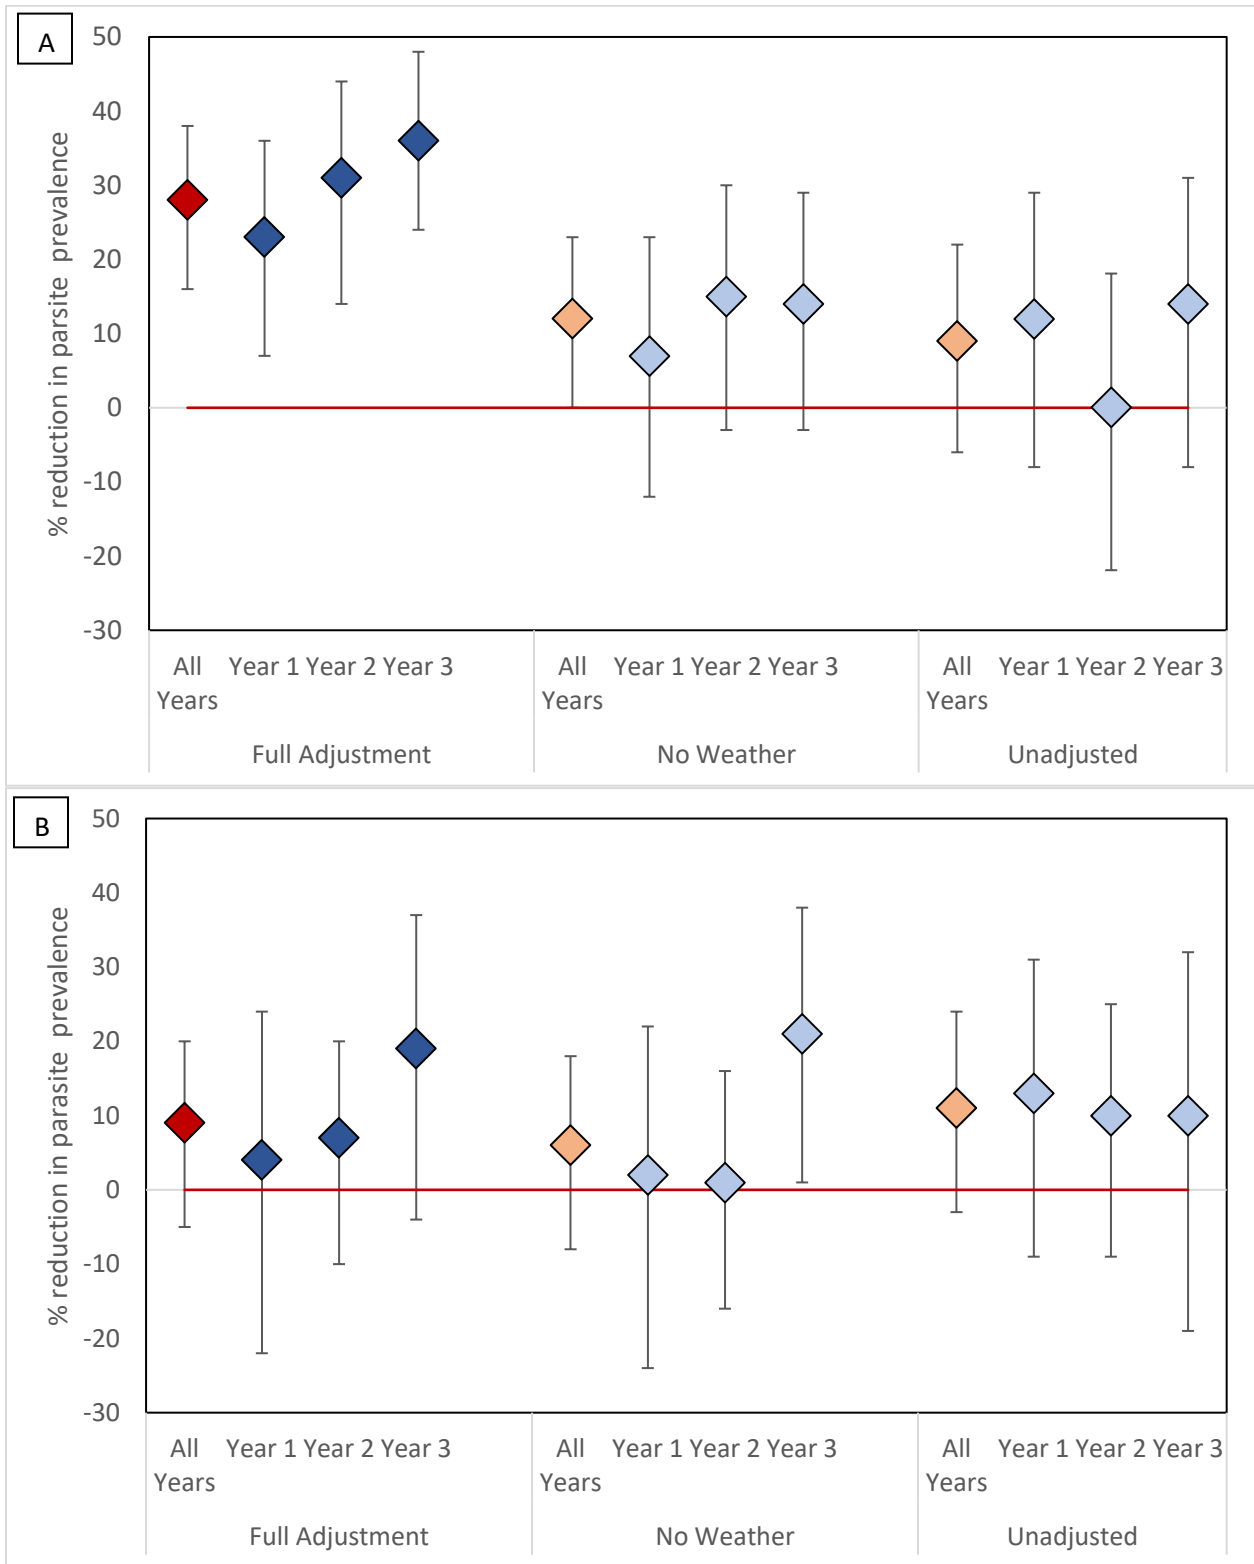 A
50
40
30
20
10
0
-10
-20
-30
% reduction in parsite prevalence
All Years Year 1 Year 2 Year 3
All Years Year 1 Year 2 Year 3
All Years Year 1 Year 2 Year 3
Full Adjustment No Weather Unadjusted
B
50
40
30
20
10
0
-10
-20
-30
% reduction in parasite prevalence
All Years Year 1 Year 2 Year 3
All Years Year 1 Year 2 Year 3
All Years Year 1 Year 2 Year 3
Full Adjustment No Weather Unadjusted